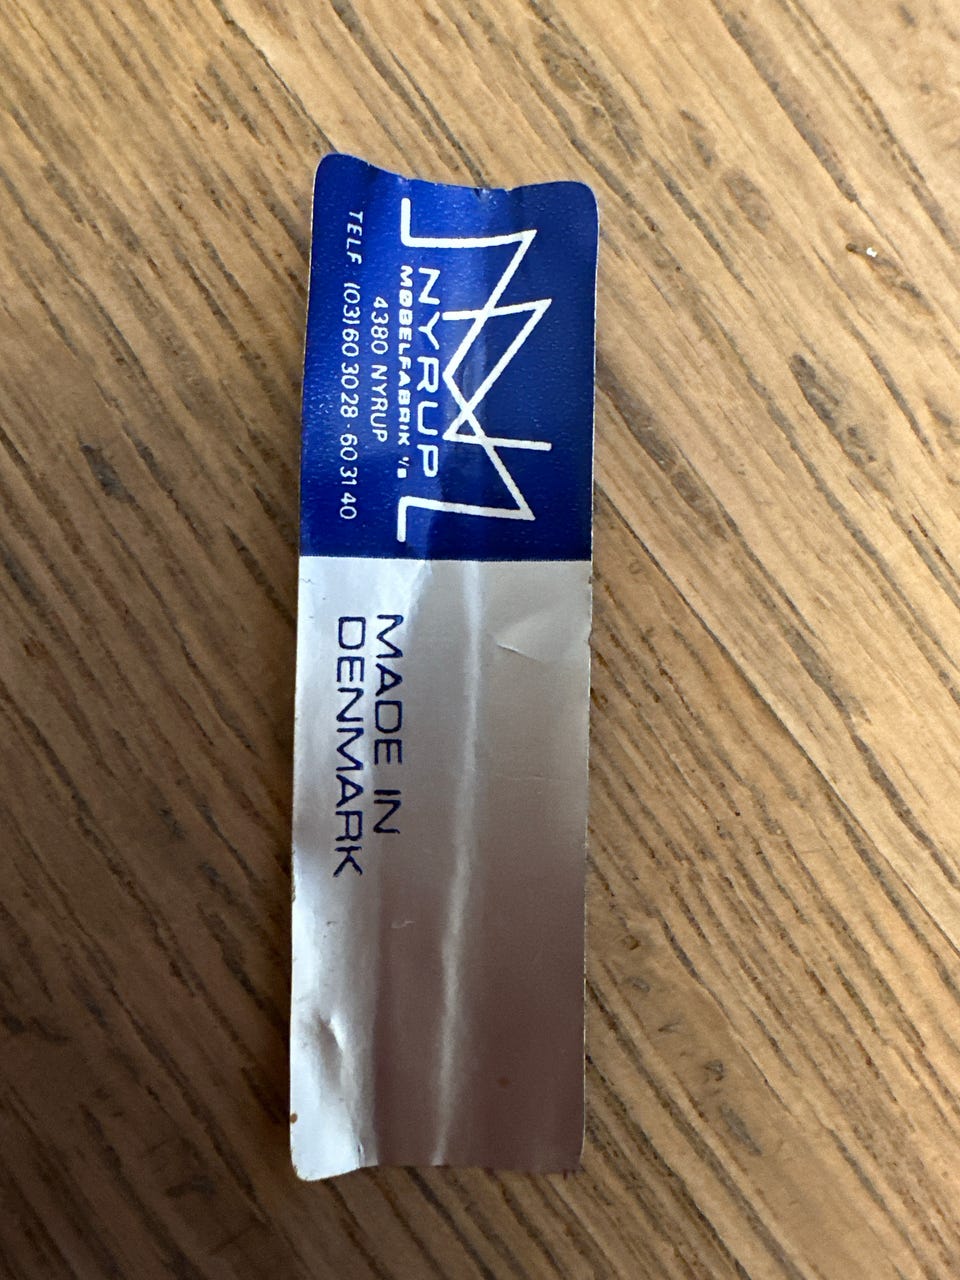 NYRUP
MØBELFABRIK A/S
4380 NYRUP
TELF. (03) 60 30 28 · 60 31 40
MADE IN
DENMARK